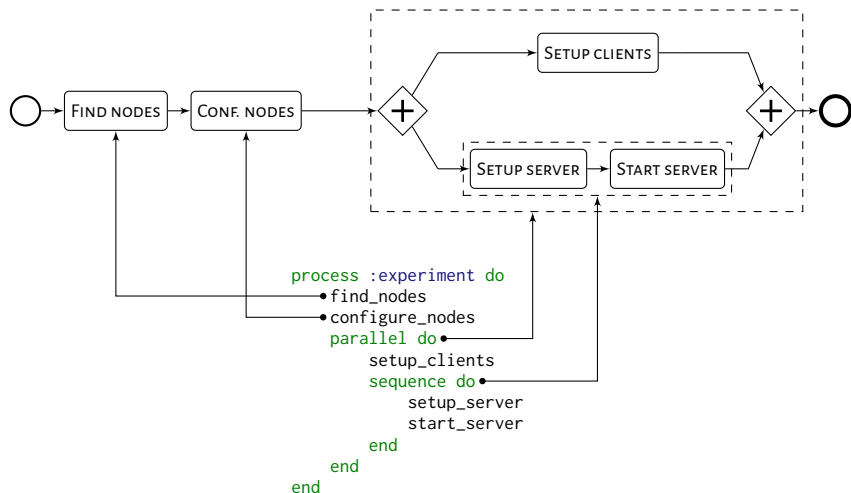 SETUP CLIENTS
FIND NODES
CONF. NODES
SETUP SERVER
START SERVER
process :experiment do
find_nodes
configure_nodes
parallel do
setup_clients
sequence do
setup_server
start_server
end
end
end